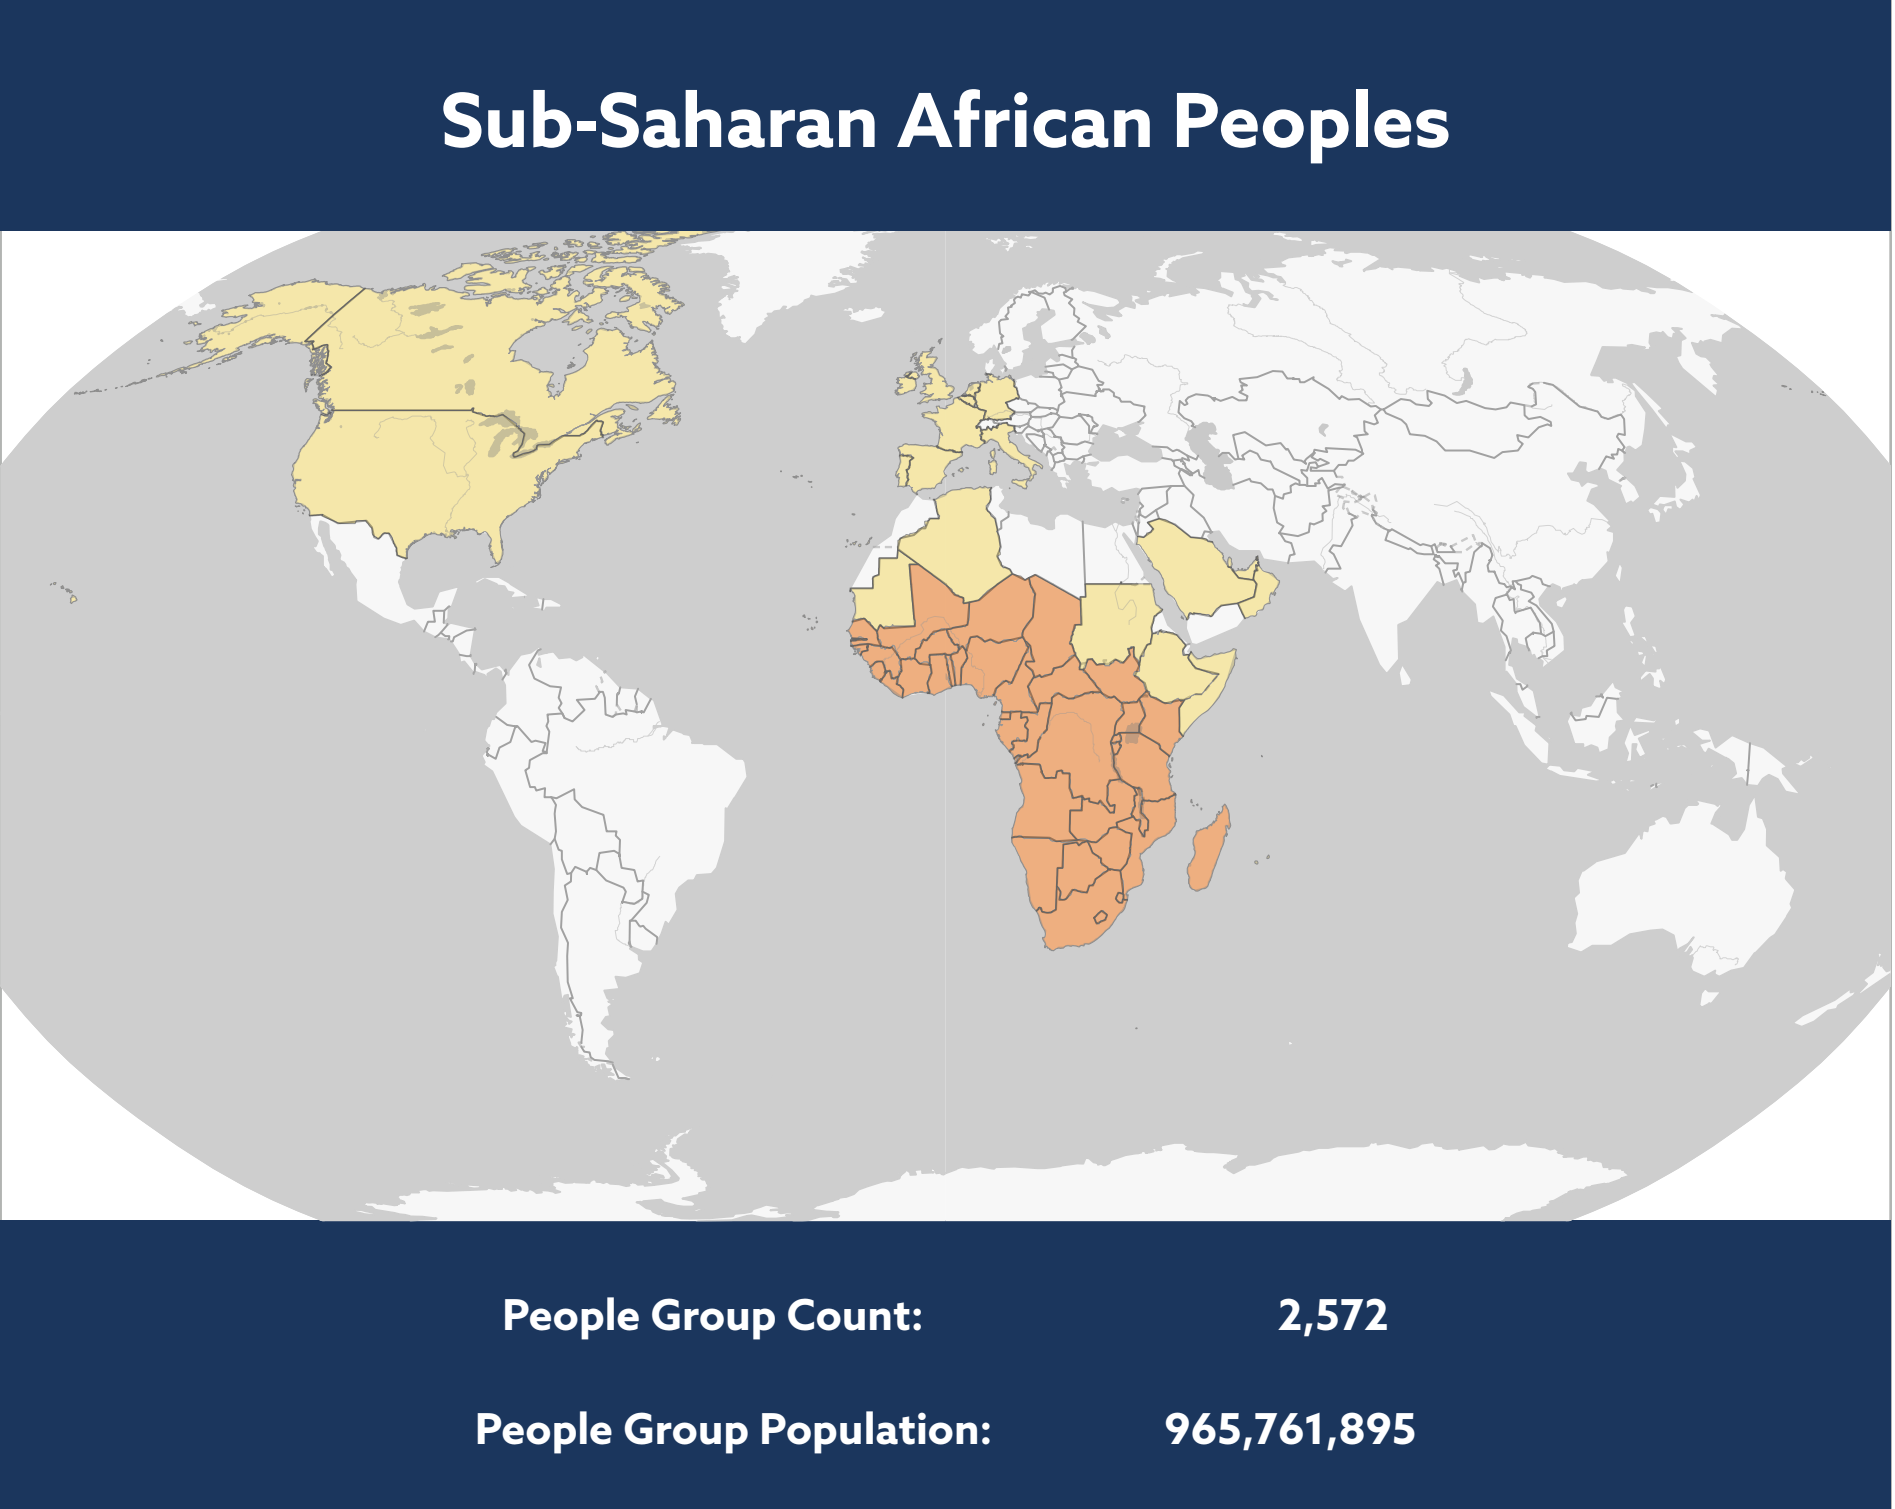 Sub-Saharan African Peoples
People Group Count: 2,572
People Group Population: 965,761,895